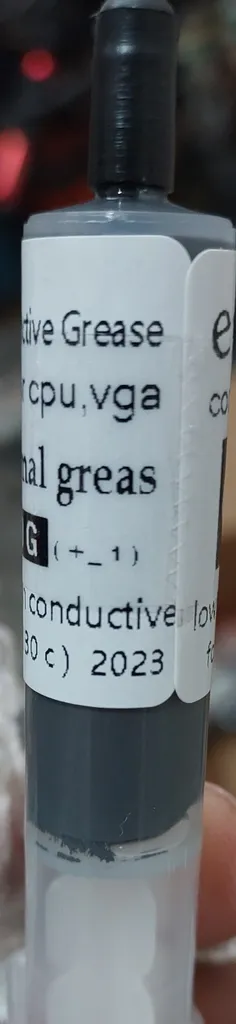 ctive Grease
cpu,vga
nal greas
G (+_1)
conductive
30 c) 2023
e
co
low
fo